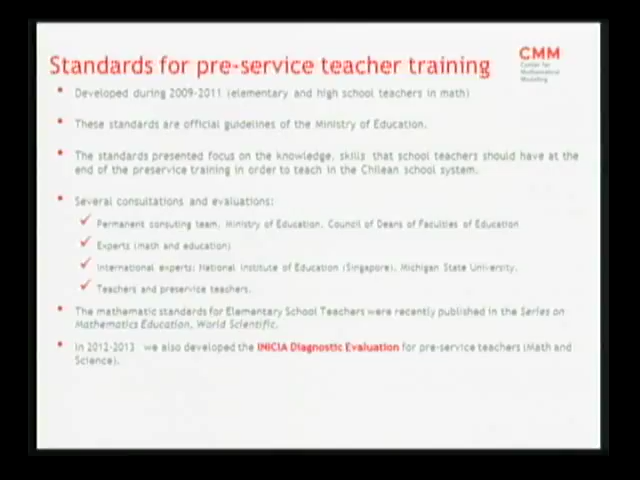 Standards for pre-service teacher training
CMM
Center for
Mathematical
Modeling
Developed during 2009-2011 (elementary and high school teachers in math)
These standards are official guidelines of the Ministry of Education.
The standards presented focus on the knowledge, skills that school teachers should have at the
end of the preservice training in order to teach in the Chilean school system.
Several consultations and evaluations:
Permanent consuting team, Ministry of Education, Council of Deans of Faculties of Education
Experts (math and education)
International experts: National Institute of Education (Singapore), Michigan State University.
Teachers and preservice teachers.
The mathematic standards for Elementary School Teachers were recently published in the Series on
Mathematics Education, World Scientific.
In 2012-2013 we also developed the INICIA Diagnostic Evaluation for pre-service teachers (Math and
Science).